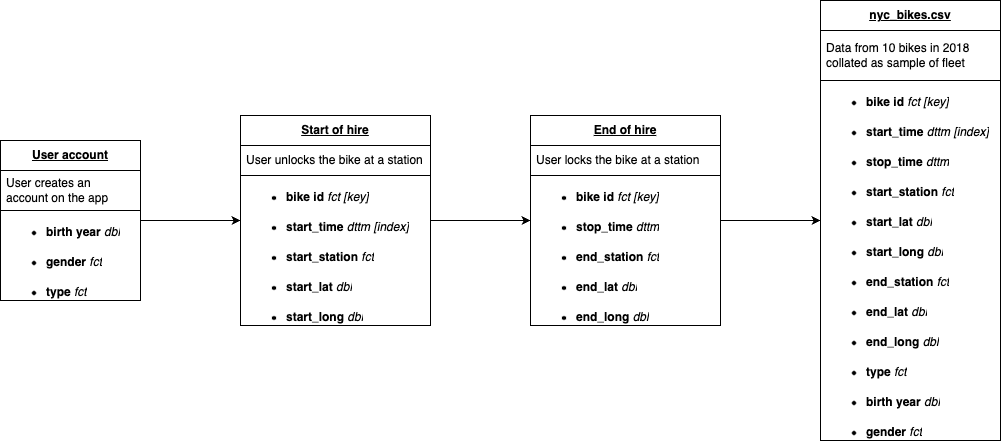 User account
User creates an
account on the app
birth year dbl
gender fct
type fct
Start of hire
User unlocks the bike at a station
bike id fct [key]
start_time dttm [index]
start_station fct
start_lat dbl
start_long dbl
End of hire
User locks the bike at a station
bike id fct [key]
stop_time dttm
end_station fct
end_lat dbl
end_long dbl
nyc_bikes.csv
Data from 10 bikes in 2018
collated as sample of fleet
bike id fct [key]
start_time dttm [index]
stop_time dttm
start_station fct
start_lat dbl
start_long dbl
end_station fct
end_lat dbl
end_long dbl
type fct
birth year dbl
gender fct